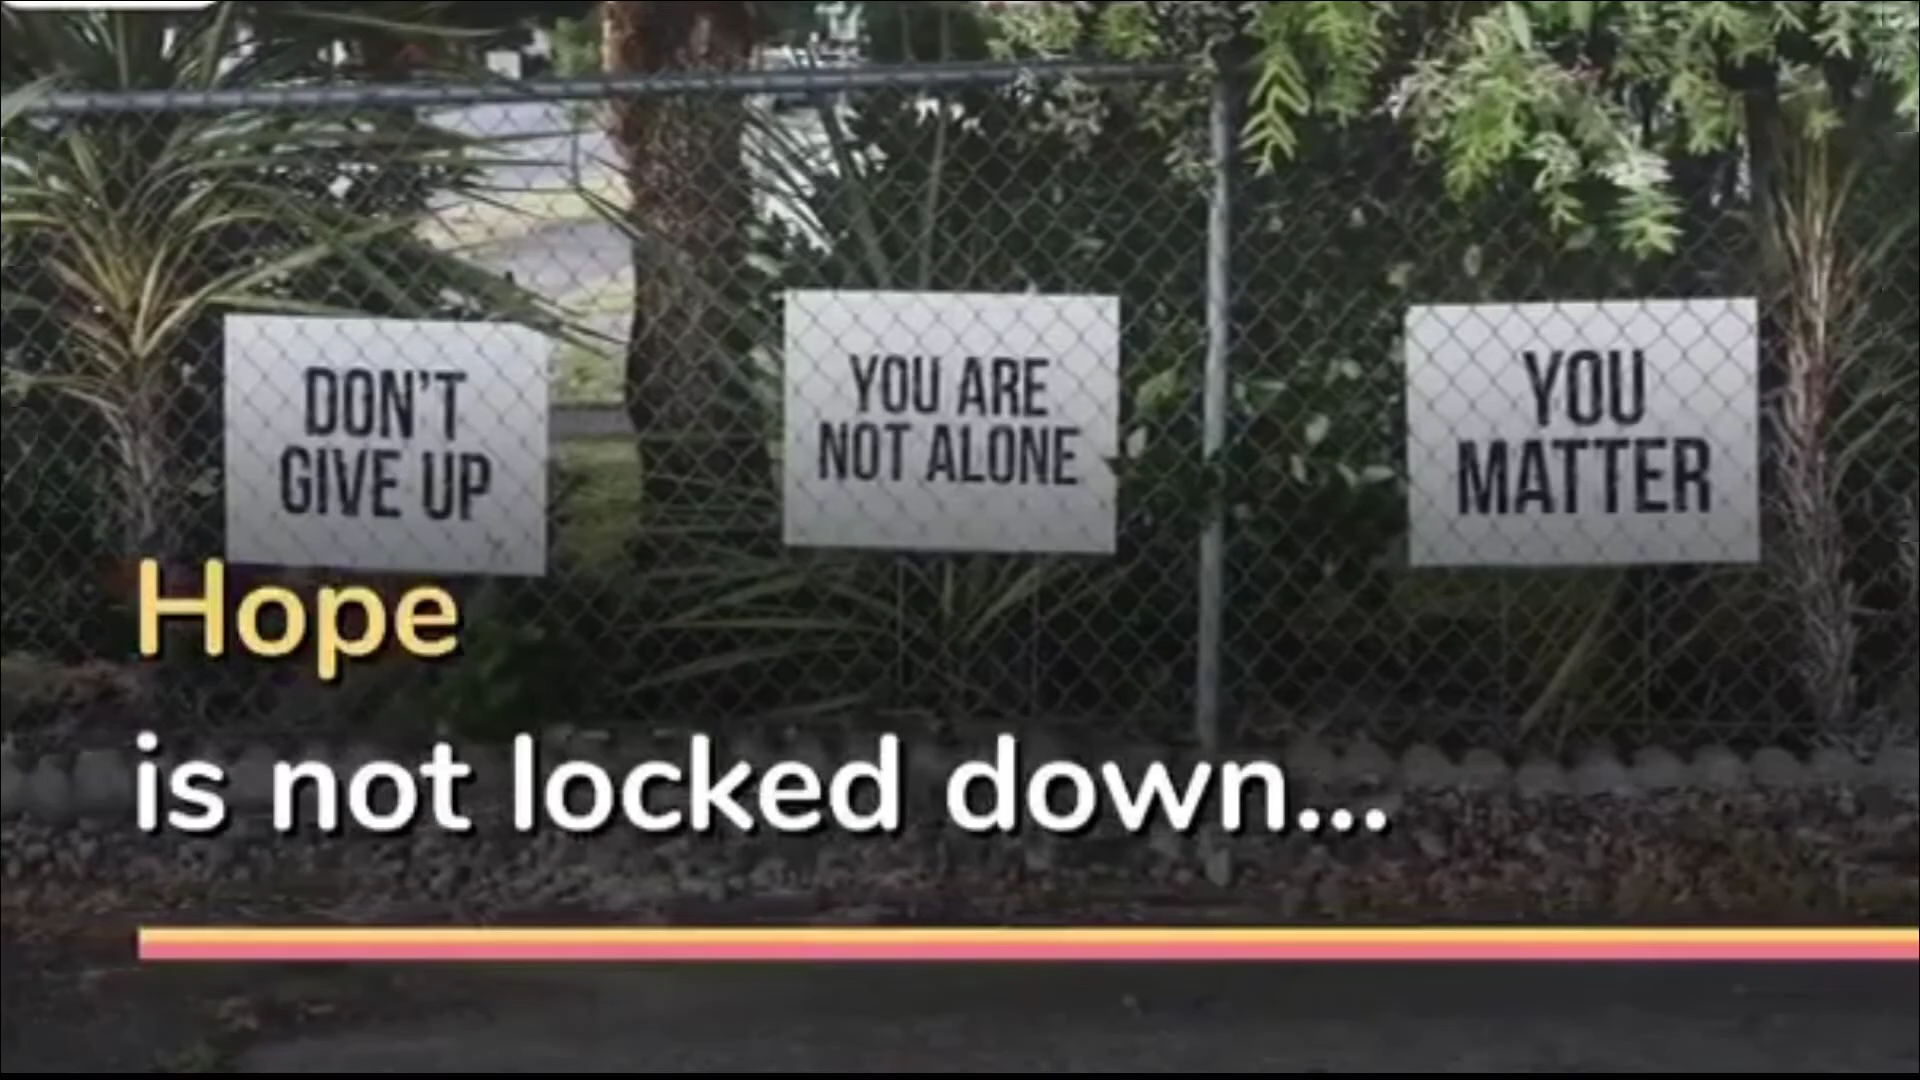 DON'T
GIVE UP
YOU ARE
NOT ALONE
YOU
MATTER
Hope
is not locked down...